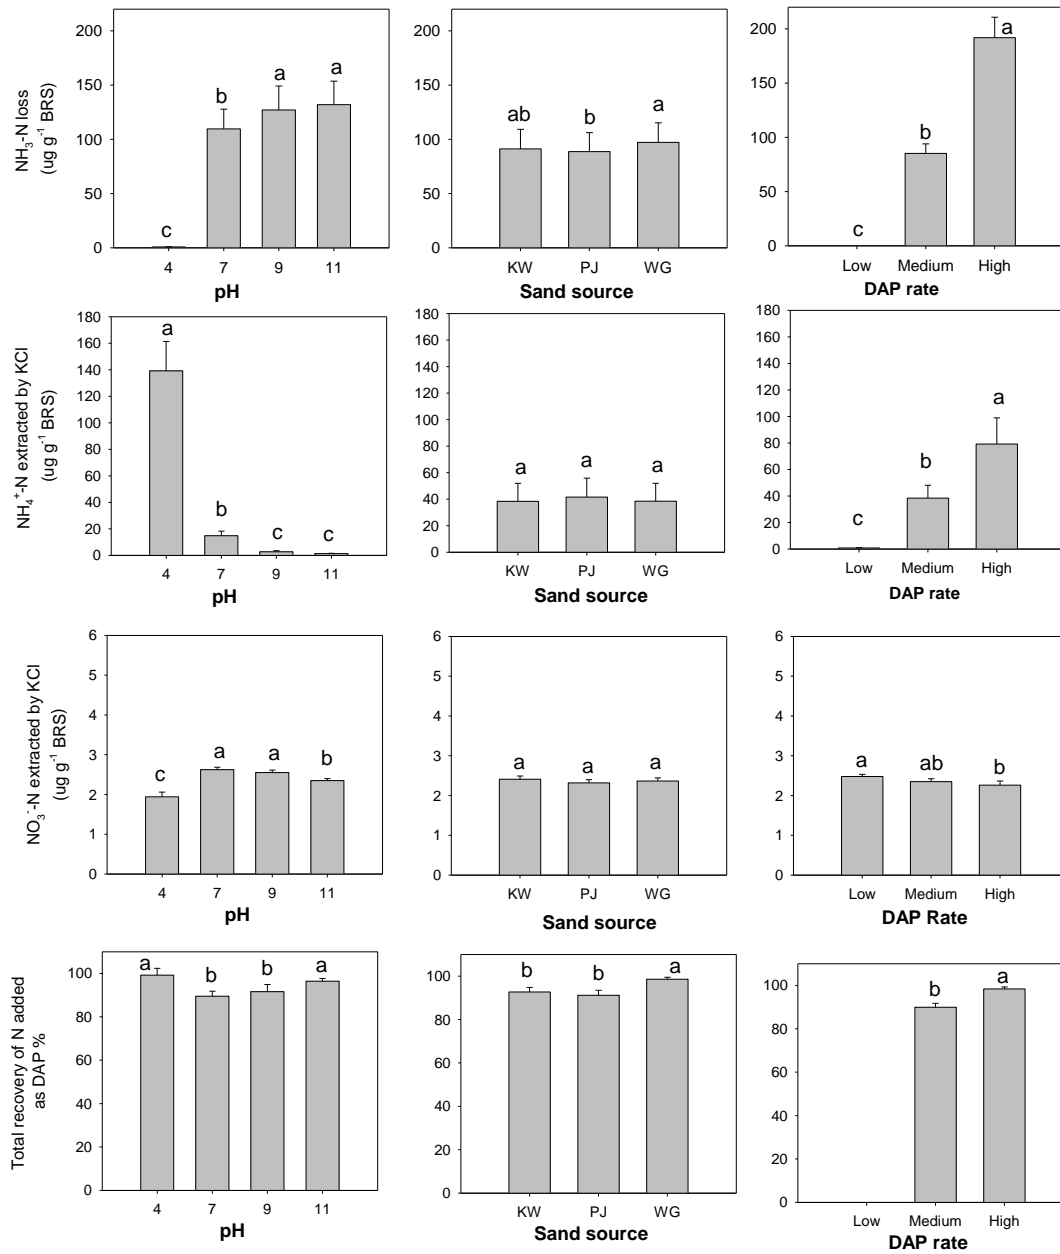 NH₃-N loss
(ug g⁻¹ BRS)
200
150
100
50
0
c
b
a
a
4 7 9 11
pH
200
150
100
50
0
ab
b
a
KW PJ WG
Sand source
200
150
100
50
0
c
b
a
Low Medium High
DAP rate
NH₄⁺-N extracted by KCl
(ug g⁻¹ BRS)
180
160
140
120
100
80
60
40
20
0
a
b
c
c
4 7 9 11
pH
180
160
140
120
100
80
60
40
20
0
a
a
a
KW PJ WG
Sand source
180
160
140
120
100
80
60
40
20
0
c
b
a
Low Medium High
DAP rate
NO₃⁻-N extracted by KCl
(ug g⁻¹ BRS)
6
5
4
3
2
1
0
c
a
a
b
4 7 9 11
pH
6
5
4
3
2
1
0
a
a
a
KW PJ WG
Sand source
6
5
4
3
2
1
0
a
ab
b
Low Medium High
DAP Rate
Total recovery of N added
as DAP %
100
80
60
40
20
0
a
b
b
a
4 7 9 11
pH
100
80
60
40
20
0
b
b
a
KW PJ WG
Sand source
100
80
60
40
20
0
b
a
Low Medium High
DAP rate